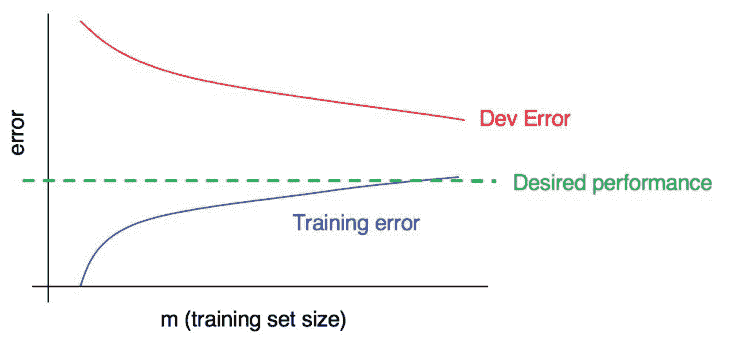 error
Dev Error
Desired performance
Training error
m (training set size)